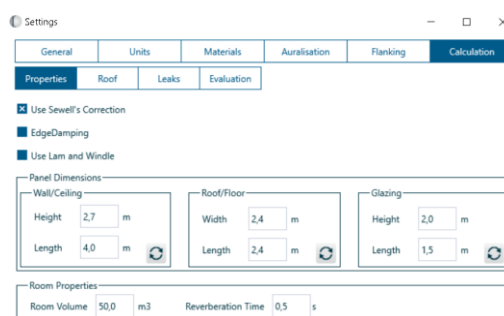 Settings
General Units Materials Auralisation Flanking Calculation
Properties Roof Leaks Evaluation
Use Sewell's Correction
EdgeDamping
Use Lam and Windle
Panel Dimensions
Wall/Ceiling Roof/Floor Glazing
Height 2,7 m Width 2,4 m Height 2,0 m
Length 4,0 m Length 2,4 m Length 1,5 m
Room Properties
Room Volume 50,0 m3 Reverberation Time 0,5 s